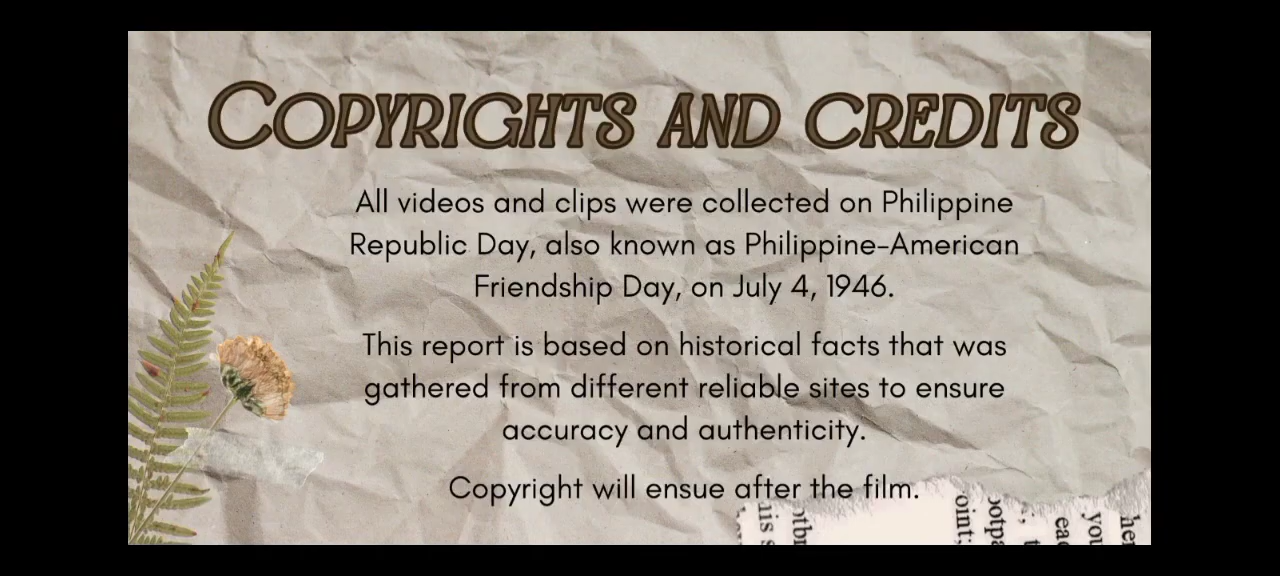 COPYRIGHTS AND CREDITS
All videos and clips were collected on Philippine
Republic Day, also known as Philippine-American
Friendship Day, on July 4, 1946.
This report is based on historical facts that was
gathered from different reliable sites to ensure
accuracy and authenticity.
Copyright will ensue after the film.